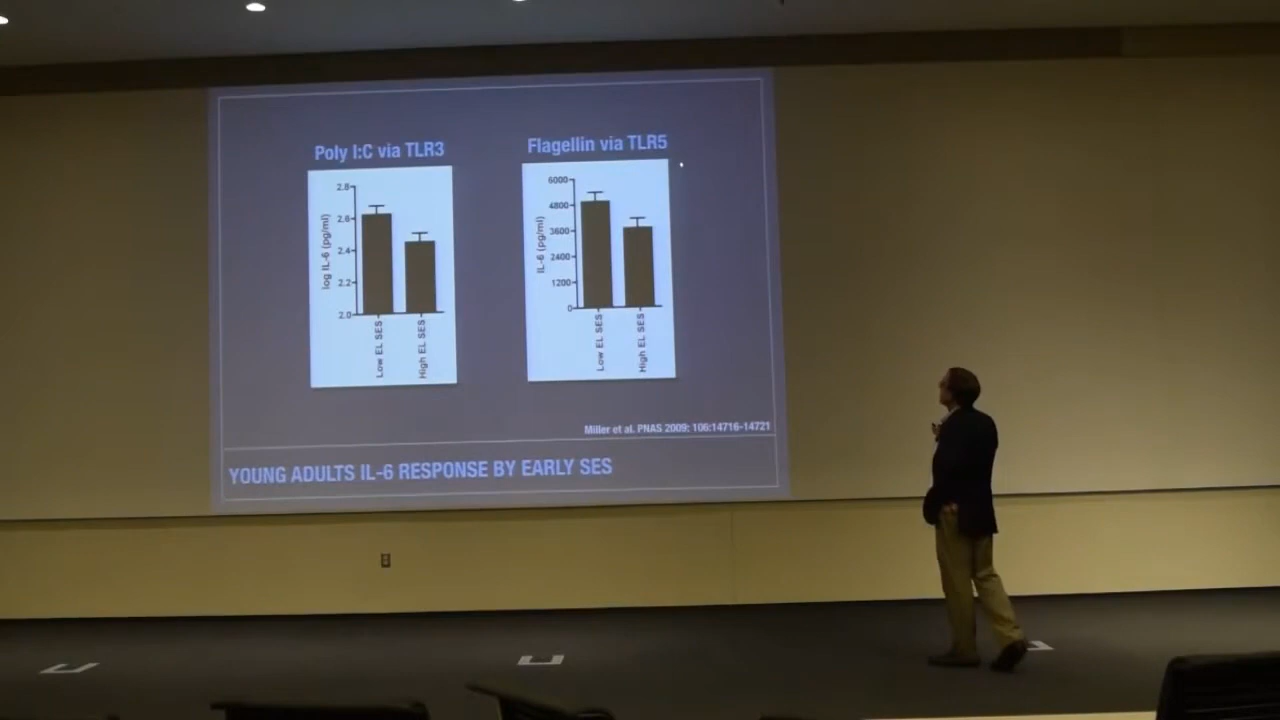 Poly I:C via TLR3
2.8
2.6
2.4
2.2
2.0
log IL-6 (pg/ml)
Low EL SES
High EL SES
Flagellin via TLR5
6000
4800
3600
2400
1200
0
IL-6 (pg/ml)
Low EL SES
High EL SES
Miller et al. PNAS 2009; 106:14716-14721
YOUNG ADULTS IL-6 RESPONSE BY EARLY SES